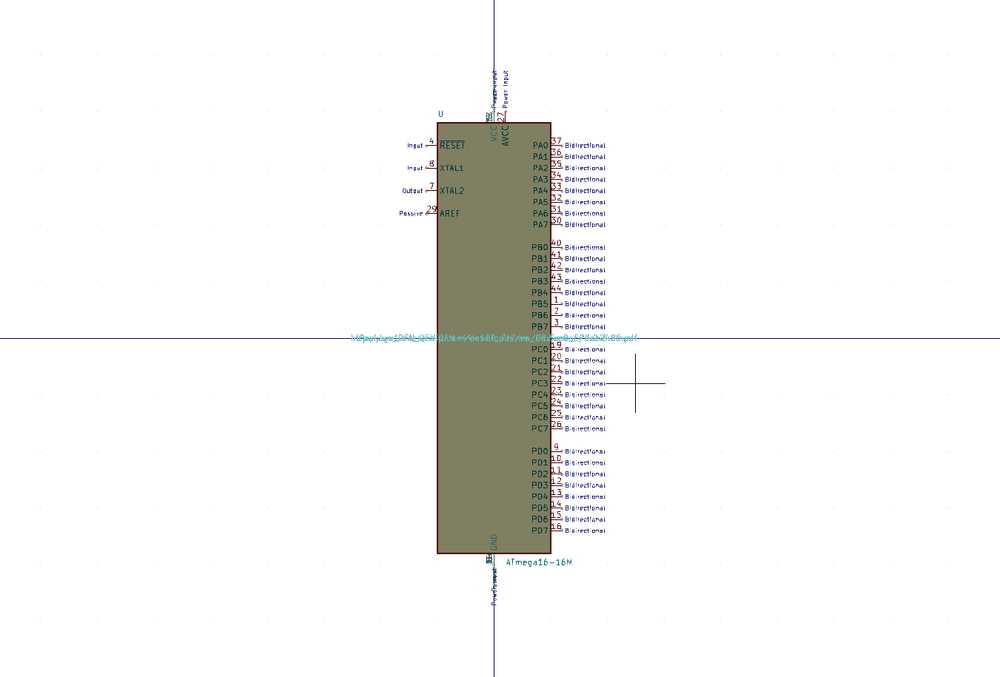 Power Input
U
27
VCC
AVCC
4 RESET Input
8 XTAL1 Input
7 XTAL2 Output
29 AREF Passive
PA0 37 Bidirectional
PA1 36 Bidirectional
PA2 35 Bidirectional
PA3 34 Bidirectional
PA4 33 Bidirectional
PA5 32 Bidirectional
PA6 31 Bidirectional
PA7 30 Bidirectional
PB0 40 Bidirectional
PB1 41 Bidirectional
PB2 42 Bidirectional
PB3 43 Bidirectional
PB4 44 Bidirectional
PB5 1 Bidirectional
PB6 2 Bidirectional
PB7 3 Bidirectional
PC0 19 Bidirectional
PC1 20 Bidirectional
PC2 21 Bidirectional
PC3 22 Bidirectional
PC4 23 Bidirectional
PC5 24 Bidirectional
PC6 25 Bidirectional
PC7 26 Bidirectional
PD0 9 Bidirectional
PD1 10 Bidirectional
PD2 11 Bidirectional
PD3 12 Bidirectional
PD4 13 Bidirectional
PD5 14 Bidirectional
PD6 15 Bidirectional
PD7 16 Bidirectional
GND
ATmega16-16M